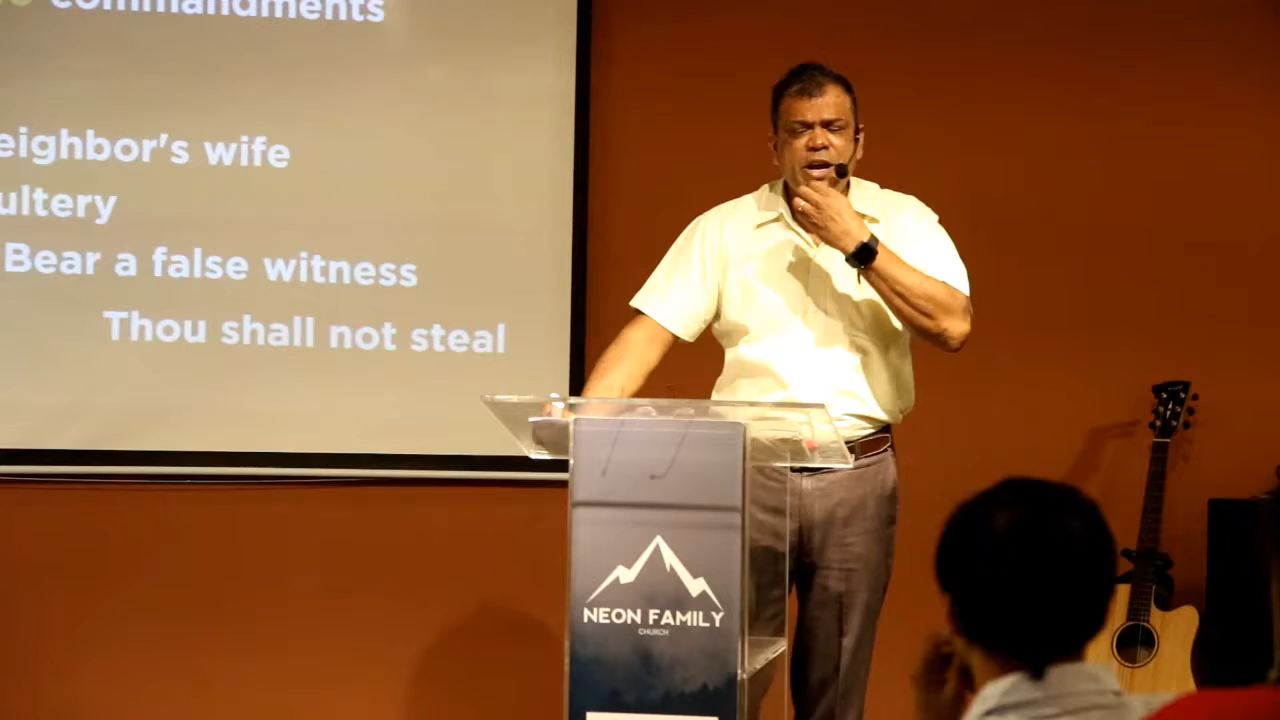 commandments
eighbor's wife
ultery
Bear a false witness
Thou shall not steal
NEON FAMILY
CHURCH